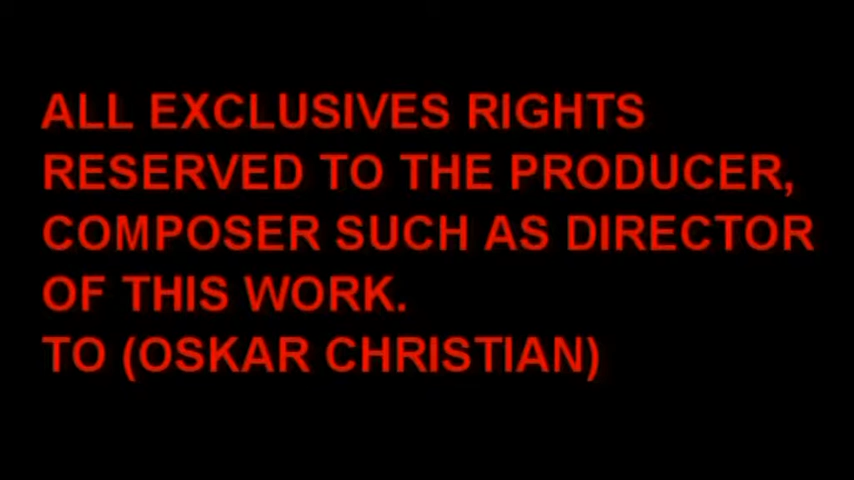 ALL EXCLUSIVES RIGHTS
RESERVED TO THE PRODUCER,
COMPOSER SUCH AS DIRECTOR
OF THIS WORK.
TO (OSKAR CHRISTIAN)